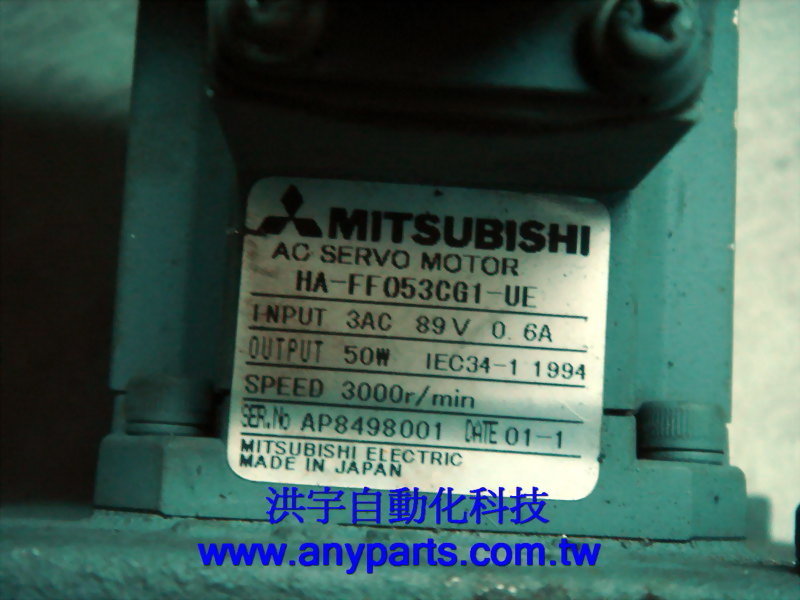 MITSUBISHI
AC SERVO MOTOR
HA-FF053CG1-UE
INPUT 3AC 89V 0.6A
OUTPUT 50W IEC34-1 1994
SPEED 3000r/min
SER.No AP8498001 DATE 01-1
MITSUBISHI ELECTRIC
MADE IN JAPAN
洪宇自動化科技
www.anyparts.com.tw